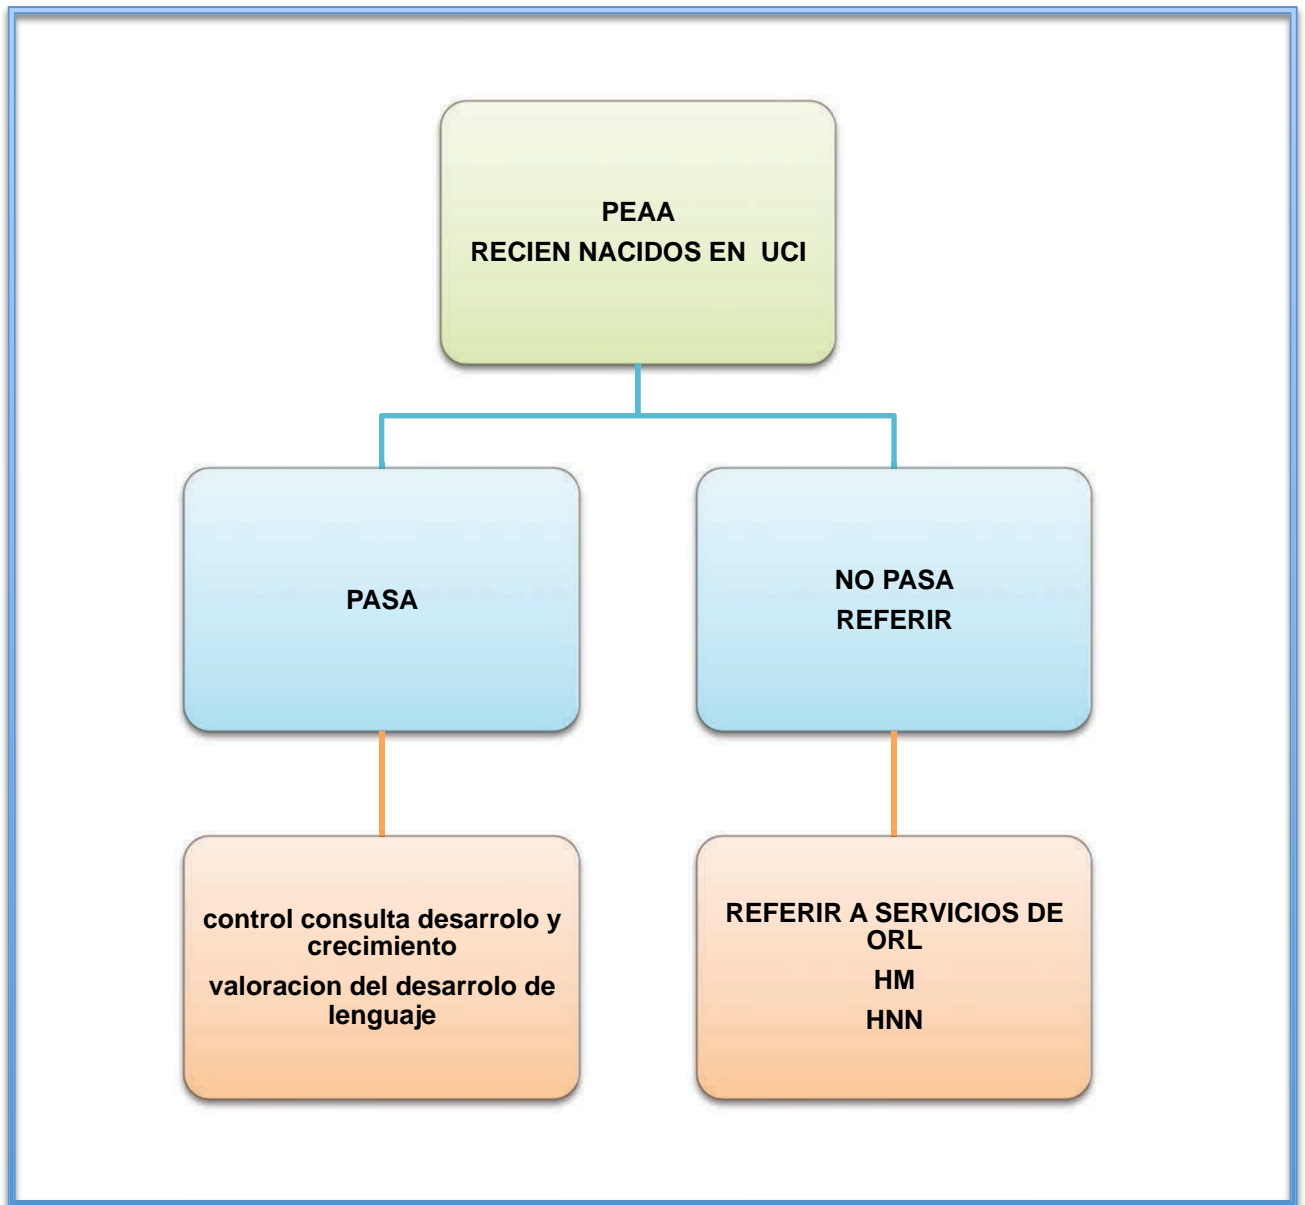 PEAA
RECIEN NACIDOS EN UCI
PASA
NO PASA
REFERIR
control consulta desarrolo y
crecimiento
valoracion del desarrolo de
lenguaje
REFERIR A SERVICIOS DE
ORL
HM
HNN